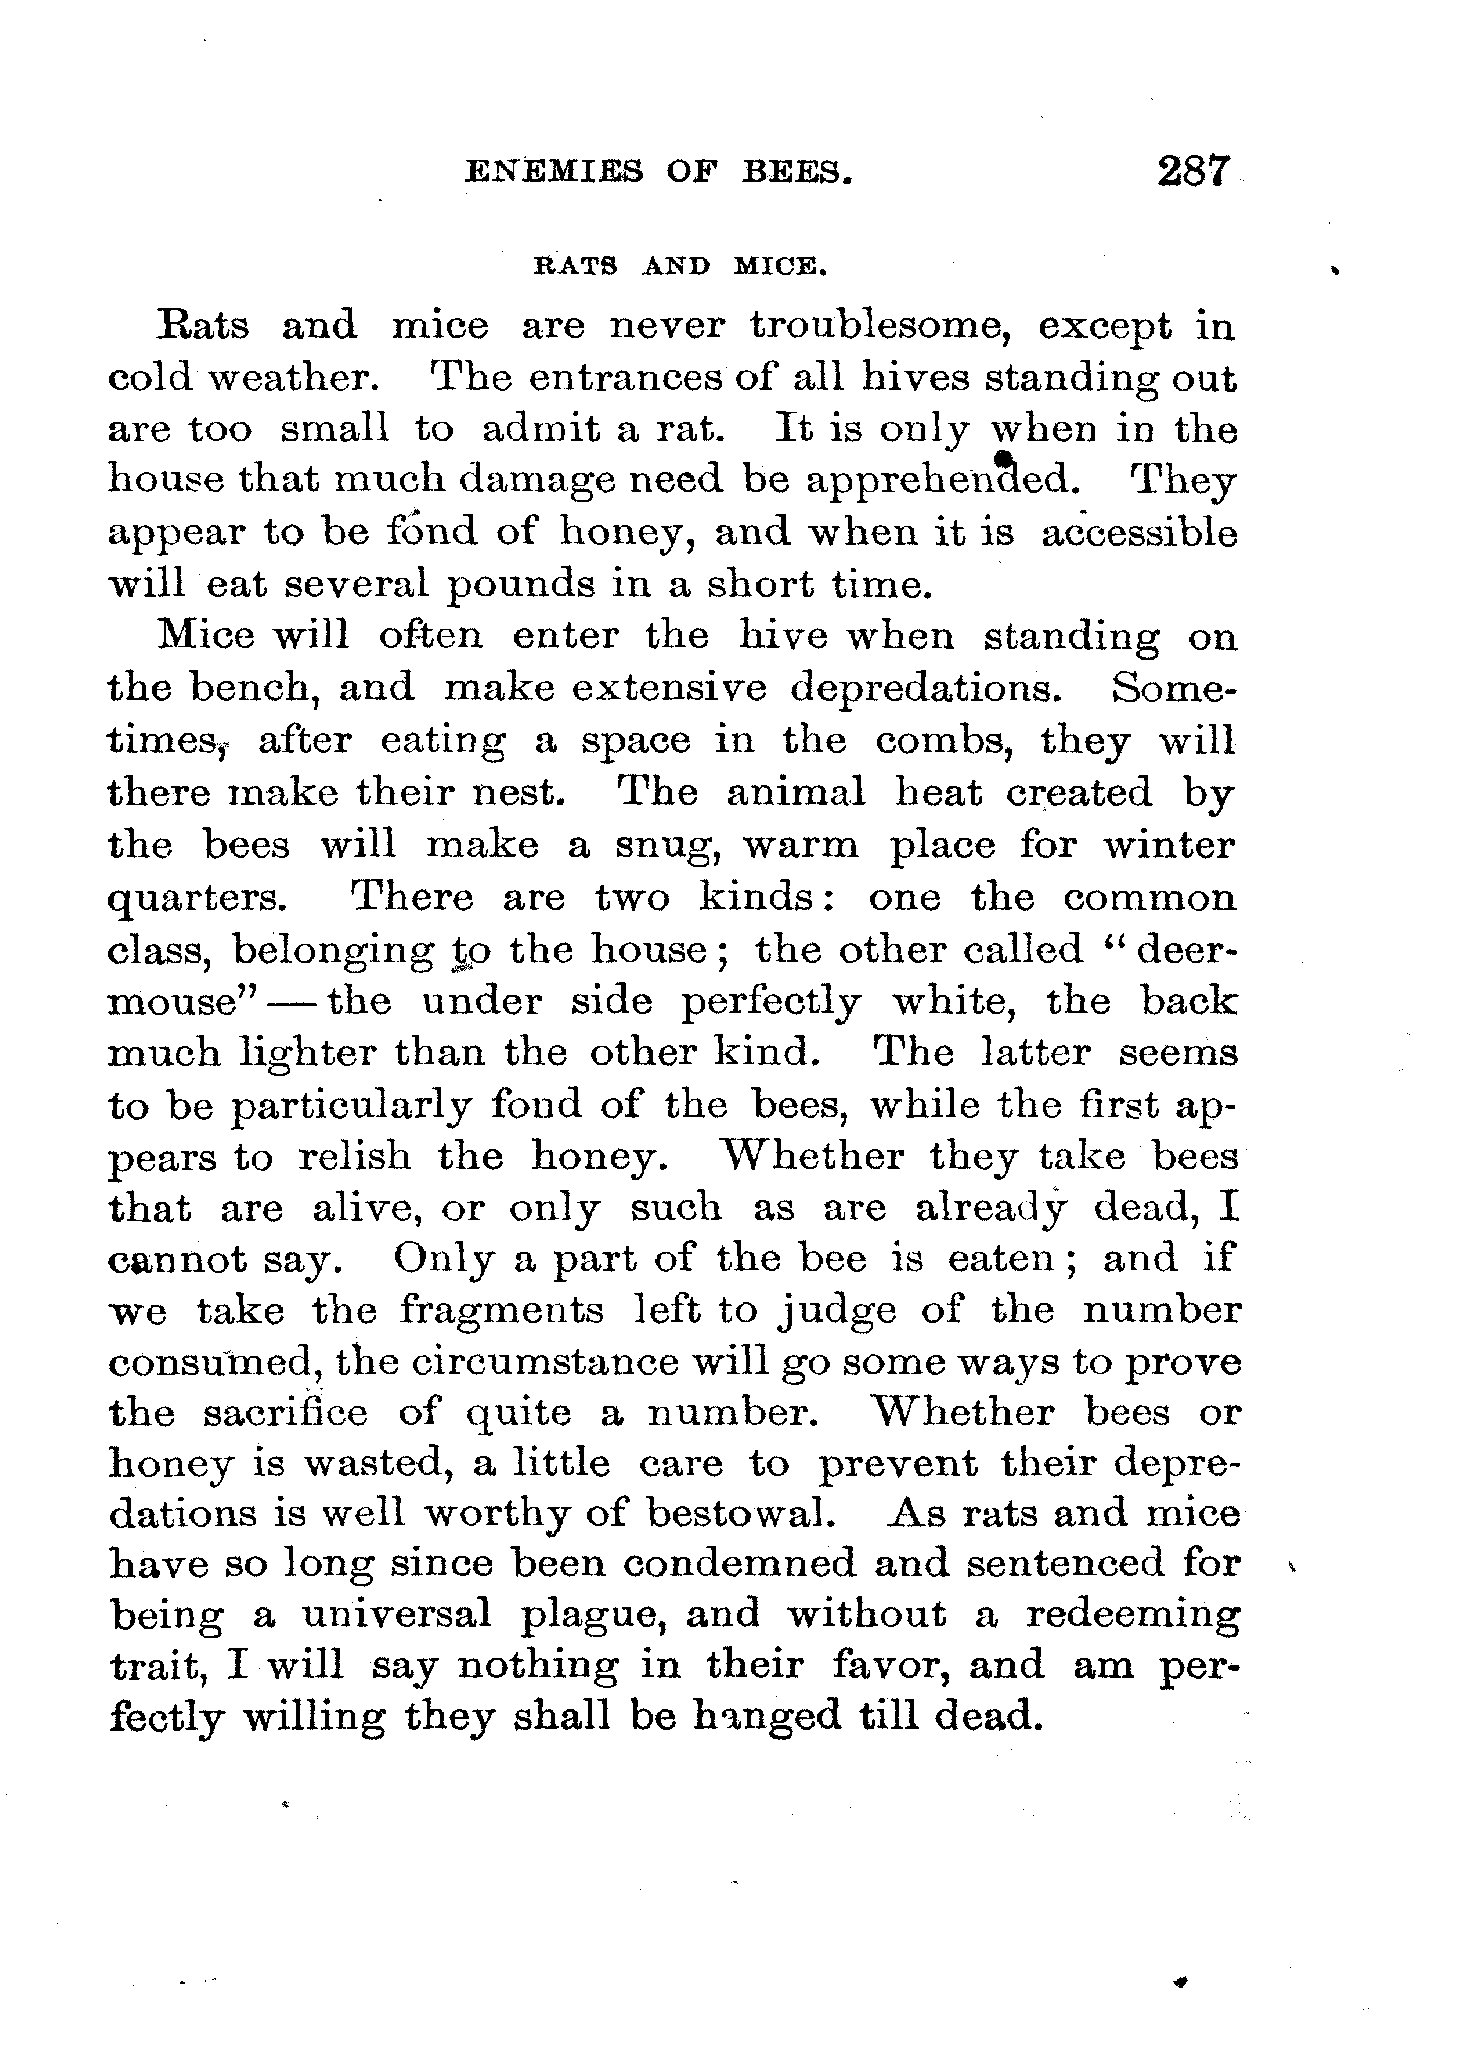 ENEMIES OF BEES. 287
RATS AND MICE.
Rats and mice are never troublesome, except in
cold weather. The entrances of all hives standing out
are too small to admit a rat. It is only when in the
house that much damage need be apprehended. They
appear to be fond of honey, and when it is accessible
will eat several pounds in a short time.
Mice will often enter the hive when standing on
the bench, and make extensive depredations. Some-
times, after eating a space in the combs, they will
there make their nest. The animal heat created by
the bees will make a snug, warm place for winter
quarters. There are two kinds: one the common
class, belonging to the house; the other called “deer-
mouse”—the under side perfectly white, the back
much lighter than the other kind. The latter seems
to be particularly fond of the bees, while the first ap-
pears to relish the honey. Whether they take bees
that are alive, or only such as are already dead, I
cannot say. Only a part of the bee is eaten; and if
we take the fragments left to judge of the number
consumed, the circumstance will go some ways to prove
the sacrifice of quite a number. Whether bees or
honey is wasted, a little care to prevent their depre-
dations is well worthy of bestowal. As rats and mice
have so long since been condemned and sentenced for
being a universal plague, and without a redeeming
trait, I will say nothing in their favor, and am per-
fectly willing they shall be hanged till dead.